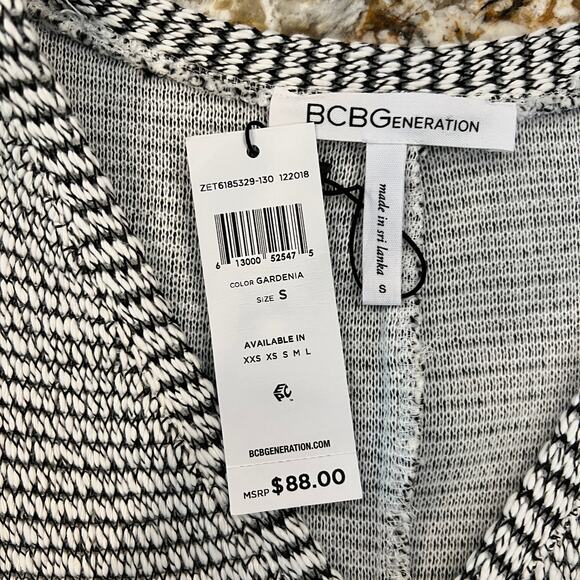 BCBGENERATION
made in sri lanka
S
ZET6185329-130 122018
6 13000 52547 5
COLOR GARDENIA
SIZE S
AVAILABLE IN
XXS XS S M L
BCBGENERATION.COM
MSRP $88.00